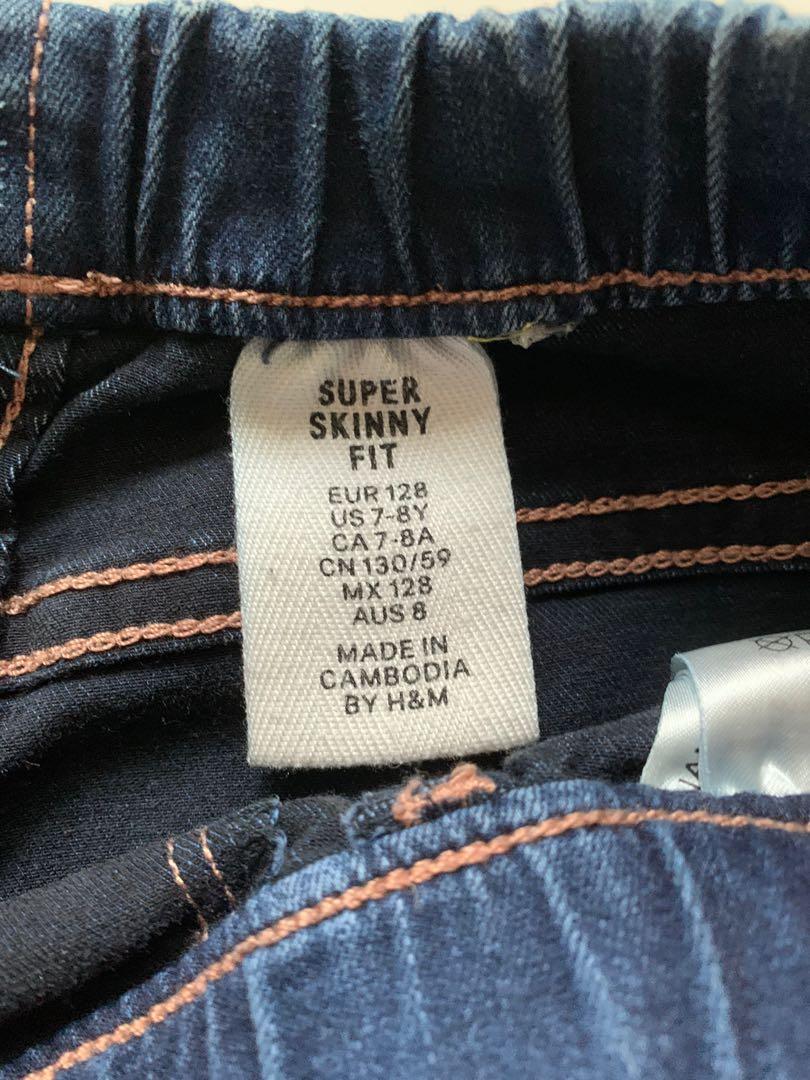 SUPER
SKINNY
FIT
EUR 128
US 7-8Y
CA 7-8A
CN 130/59
MX 128
AUS 8
MADE IN
CAMBODIA
BY H&M